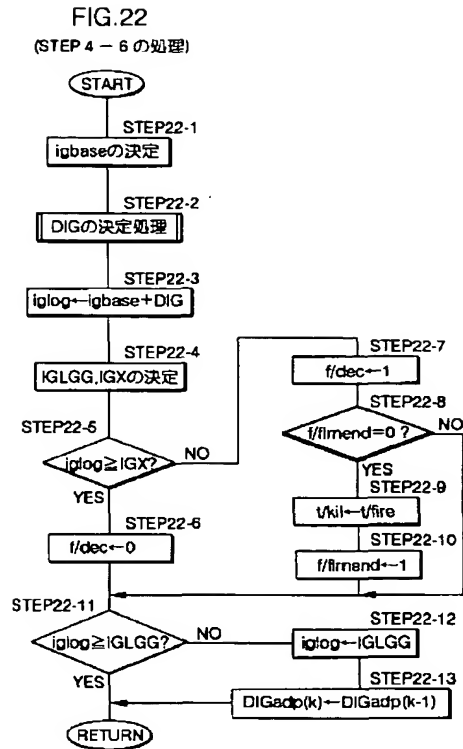 FIG.22
(STEP 4 − 6 の処理)
START
STEP22-1
igbaseの決定
STEP22-2
DIGの決定処理
STEP22-3
iglog←igbase+DIG
STEP22-4
IGLGG,IGXの決定
STEP22-5
iglog≧IGX?
NO
YES
STEP22-6
f/dec←0
STEP22-7
f/dec←1
STEP22-8
f/firnend=0 ?
NO
YES
STEP22-9
t/kil←t/fire
STEP22-10
f/firnend←1
STEP22-11
iglog≧IGLGG?
NO
YES
STEP22-12
iglog←IGLGG
STEP22-13
DIGadp(k)←DIGadp(k-1)
RETURN